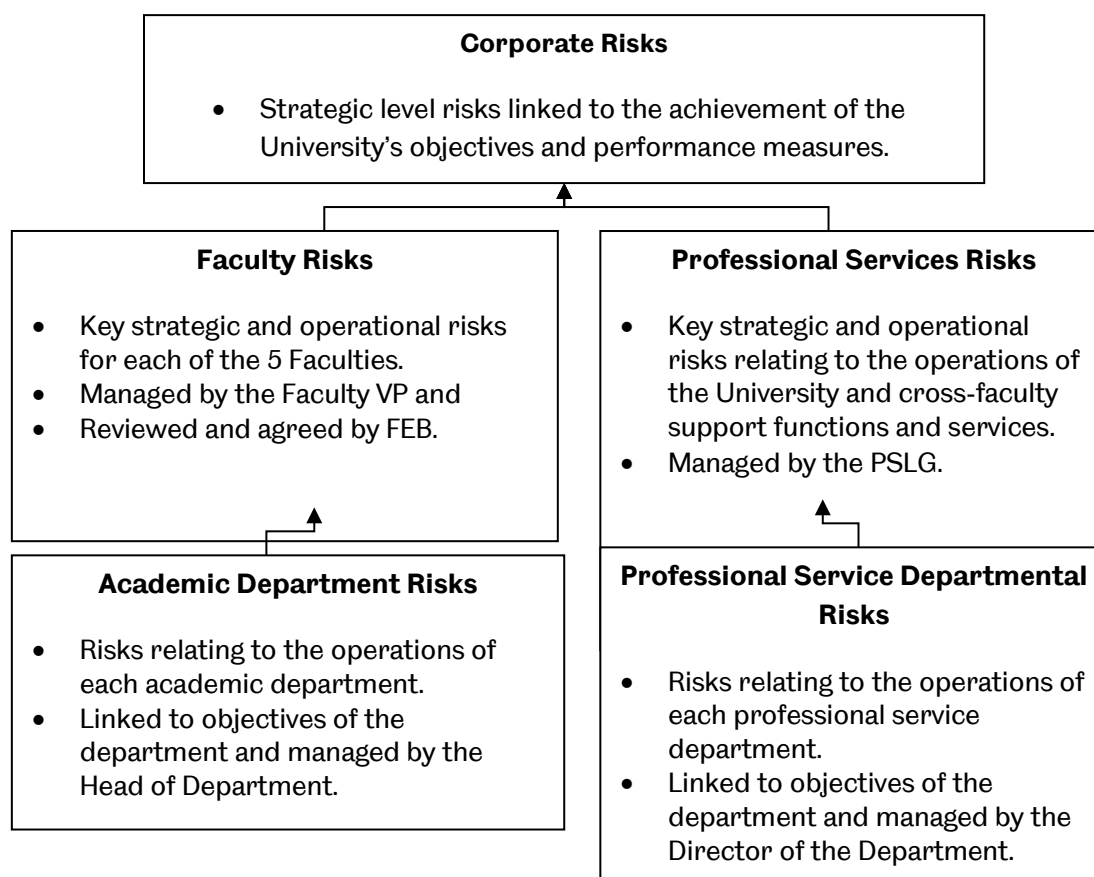 Corporate Risks
• Strategic level risks linked to the achievement of the
University’s objectives and performance measures.
Faculty Risks
• Key strategic and operational risks
for each of the 5 Faculties.
• Managed by the Faculty VP and
• Reviewed and agreed by FEB.
Professional Services Risks
• Key strategic and operational
risks relating to the operations of
the University and cross-faculty
support functions and services.
• Managed by the PSLG.
Academic Department Risks
• Risks relating to the operations of
each academic department.
• Linked to objectives of the
department and managed by the
Head of Department.
Professional Service Departmental
Risks
• Risks relating to the operations of
each professional service
department.
• Linked to objectives of the
department and managed by the
Director of the Department.